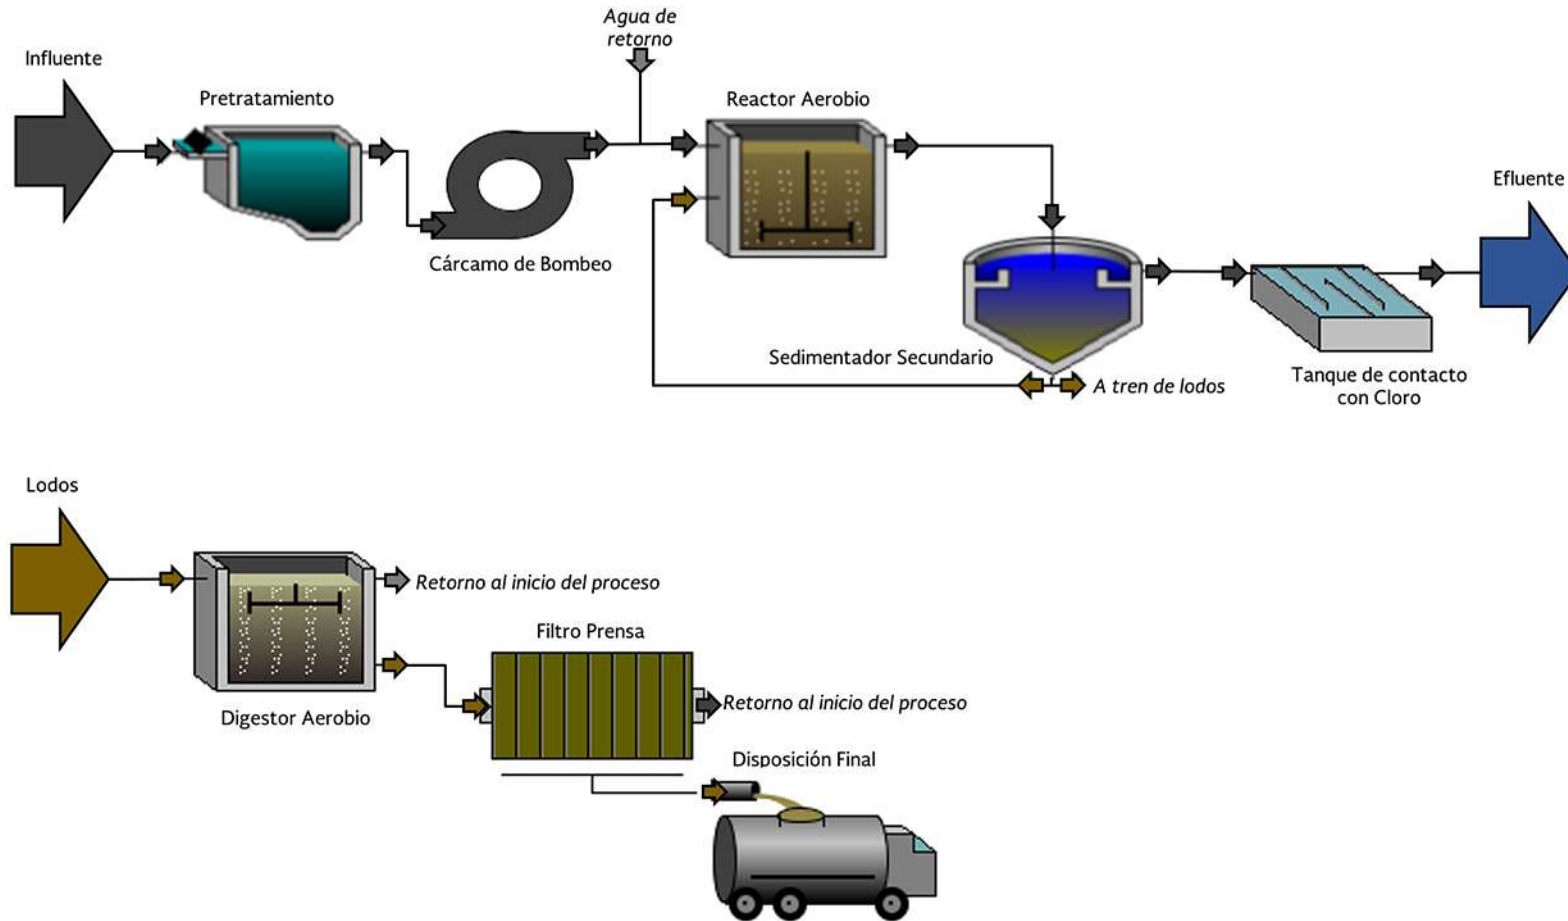 Agua de
retorno
Influente
Pretratamiento
Reactor Aerobio
Efluente
Cárcamo de Bombeo
Sedimentador Secundario
A tren de lodos
Tanque de contacto
con Cloro
Lodos
Retorno al inicio del proceso
Filtro Prensa
Digestor Aerobio
Retorno al inicio del proceso
Disposición Final